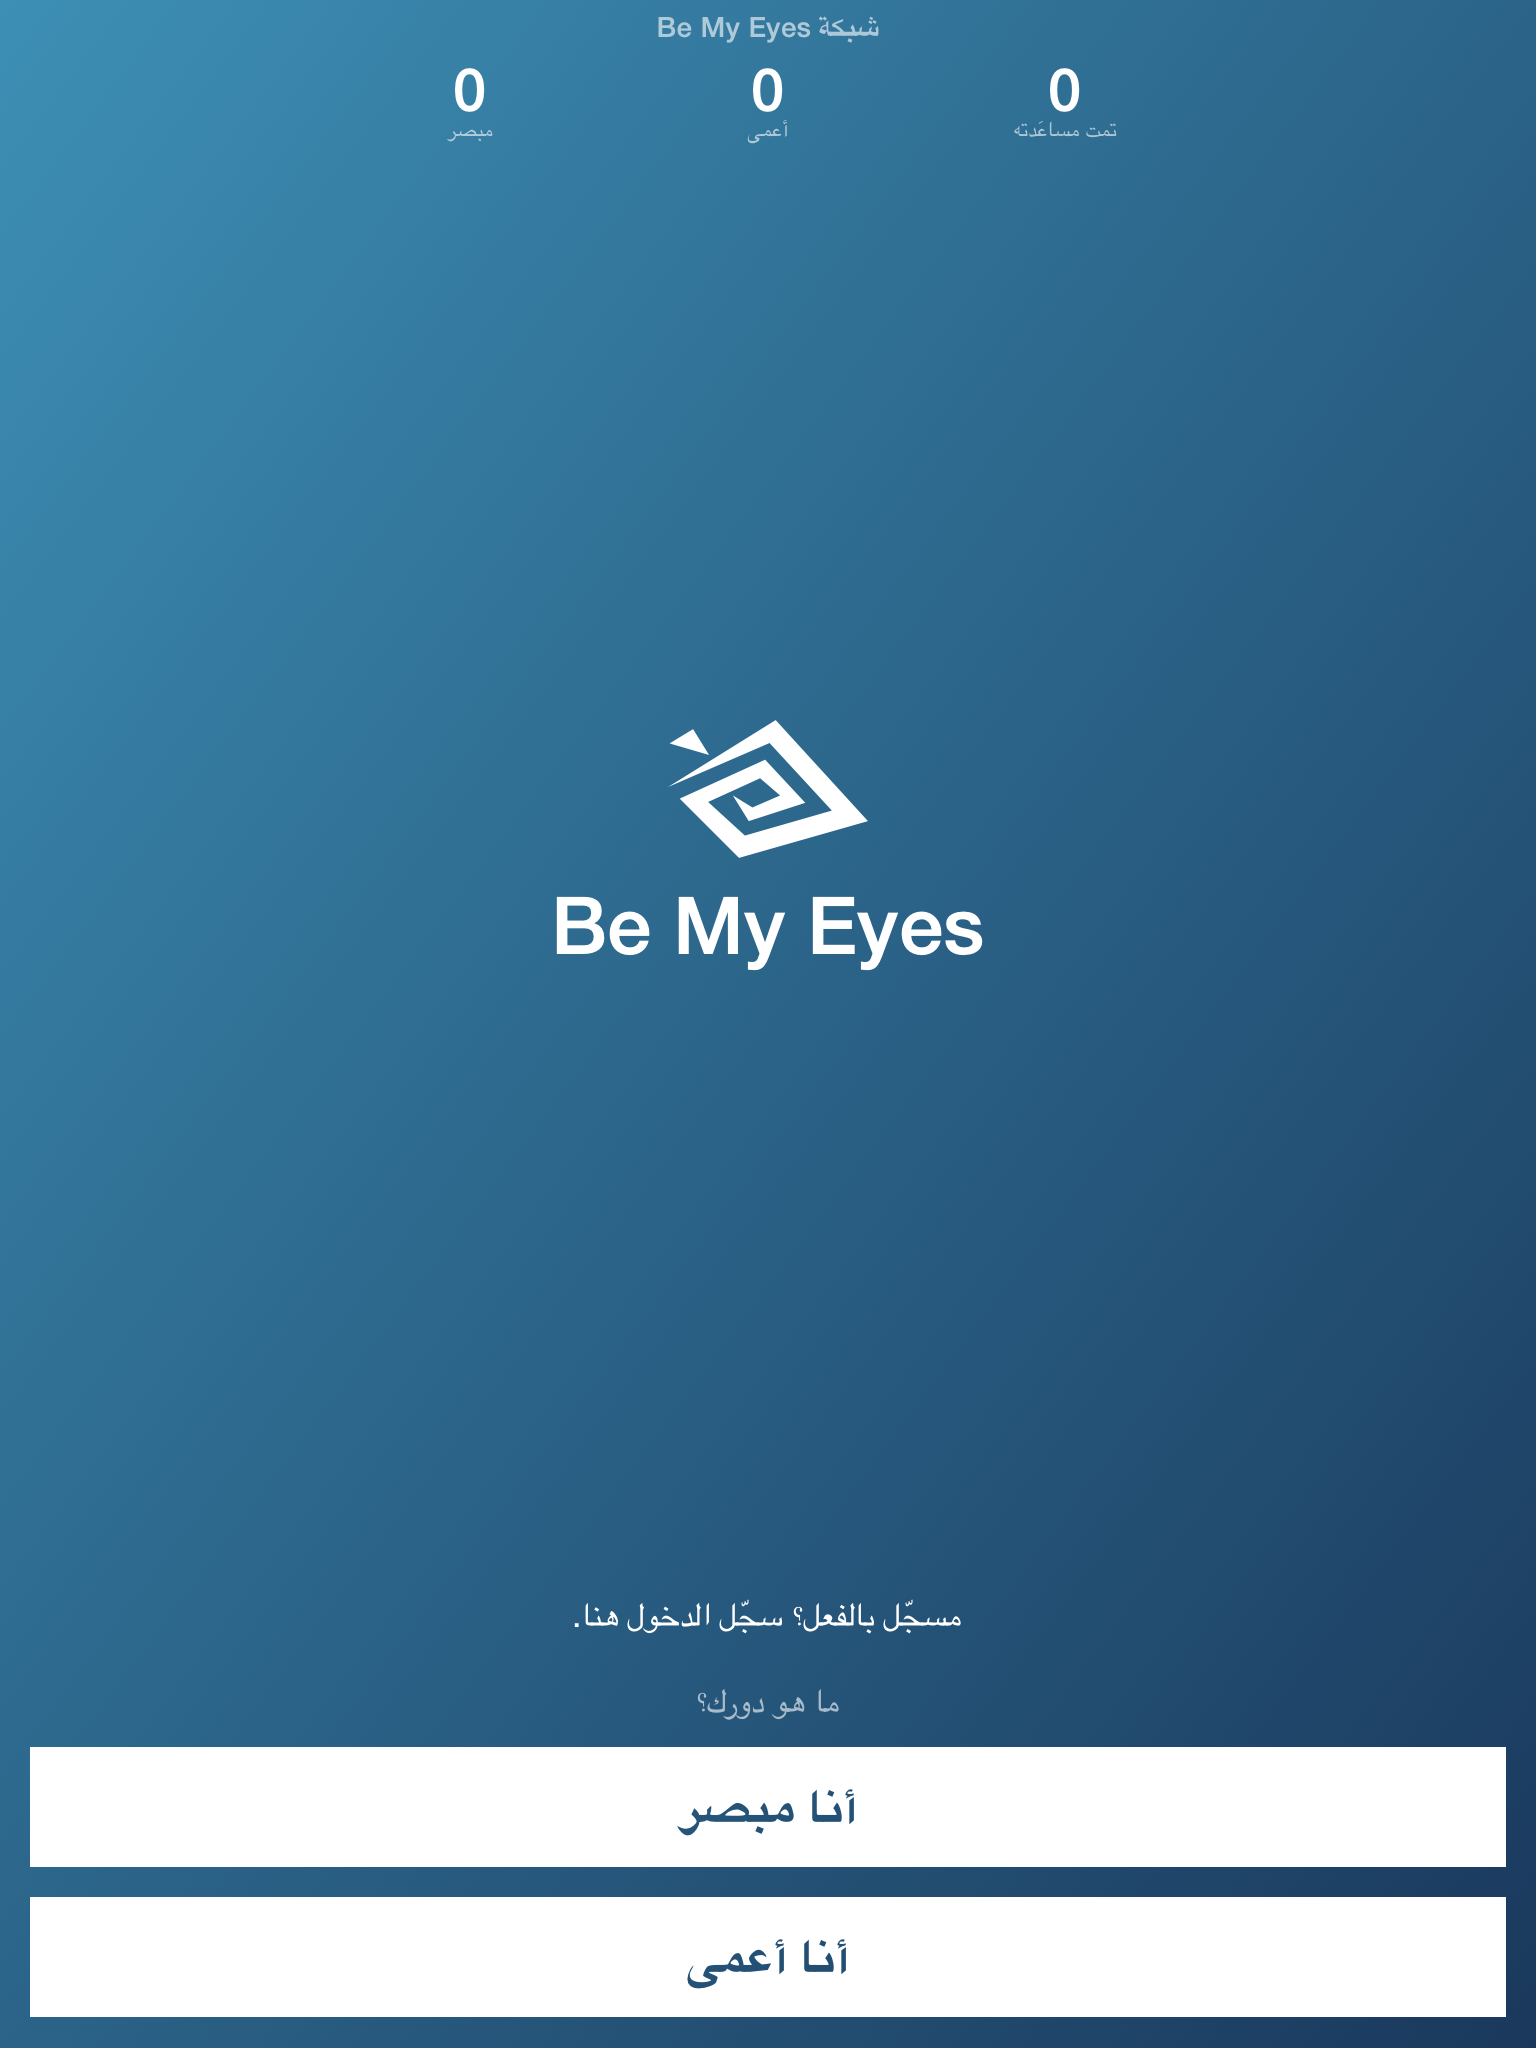 شبكة Be My Eyes
0
0
0
تمت مساعَدته
أعمى
مبصر
Be My Eyes
مسجّل بالفعل؟ سجّل الدخول هنا.
ما هو دورك؟
أنا مبصر
أنا أعمى